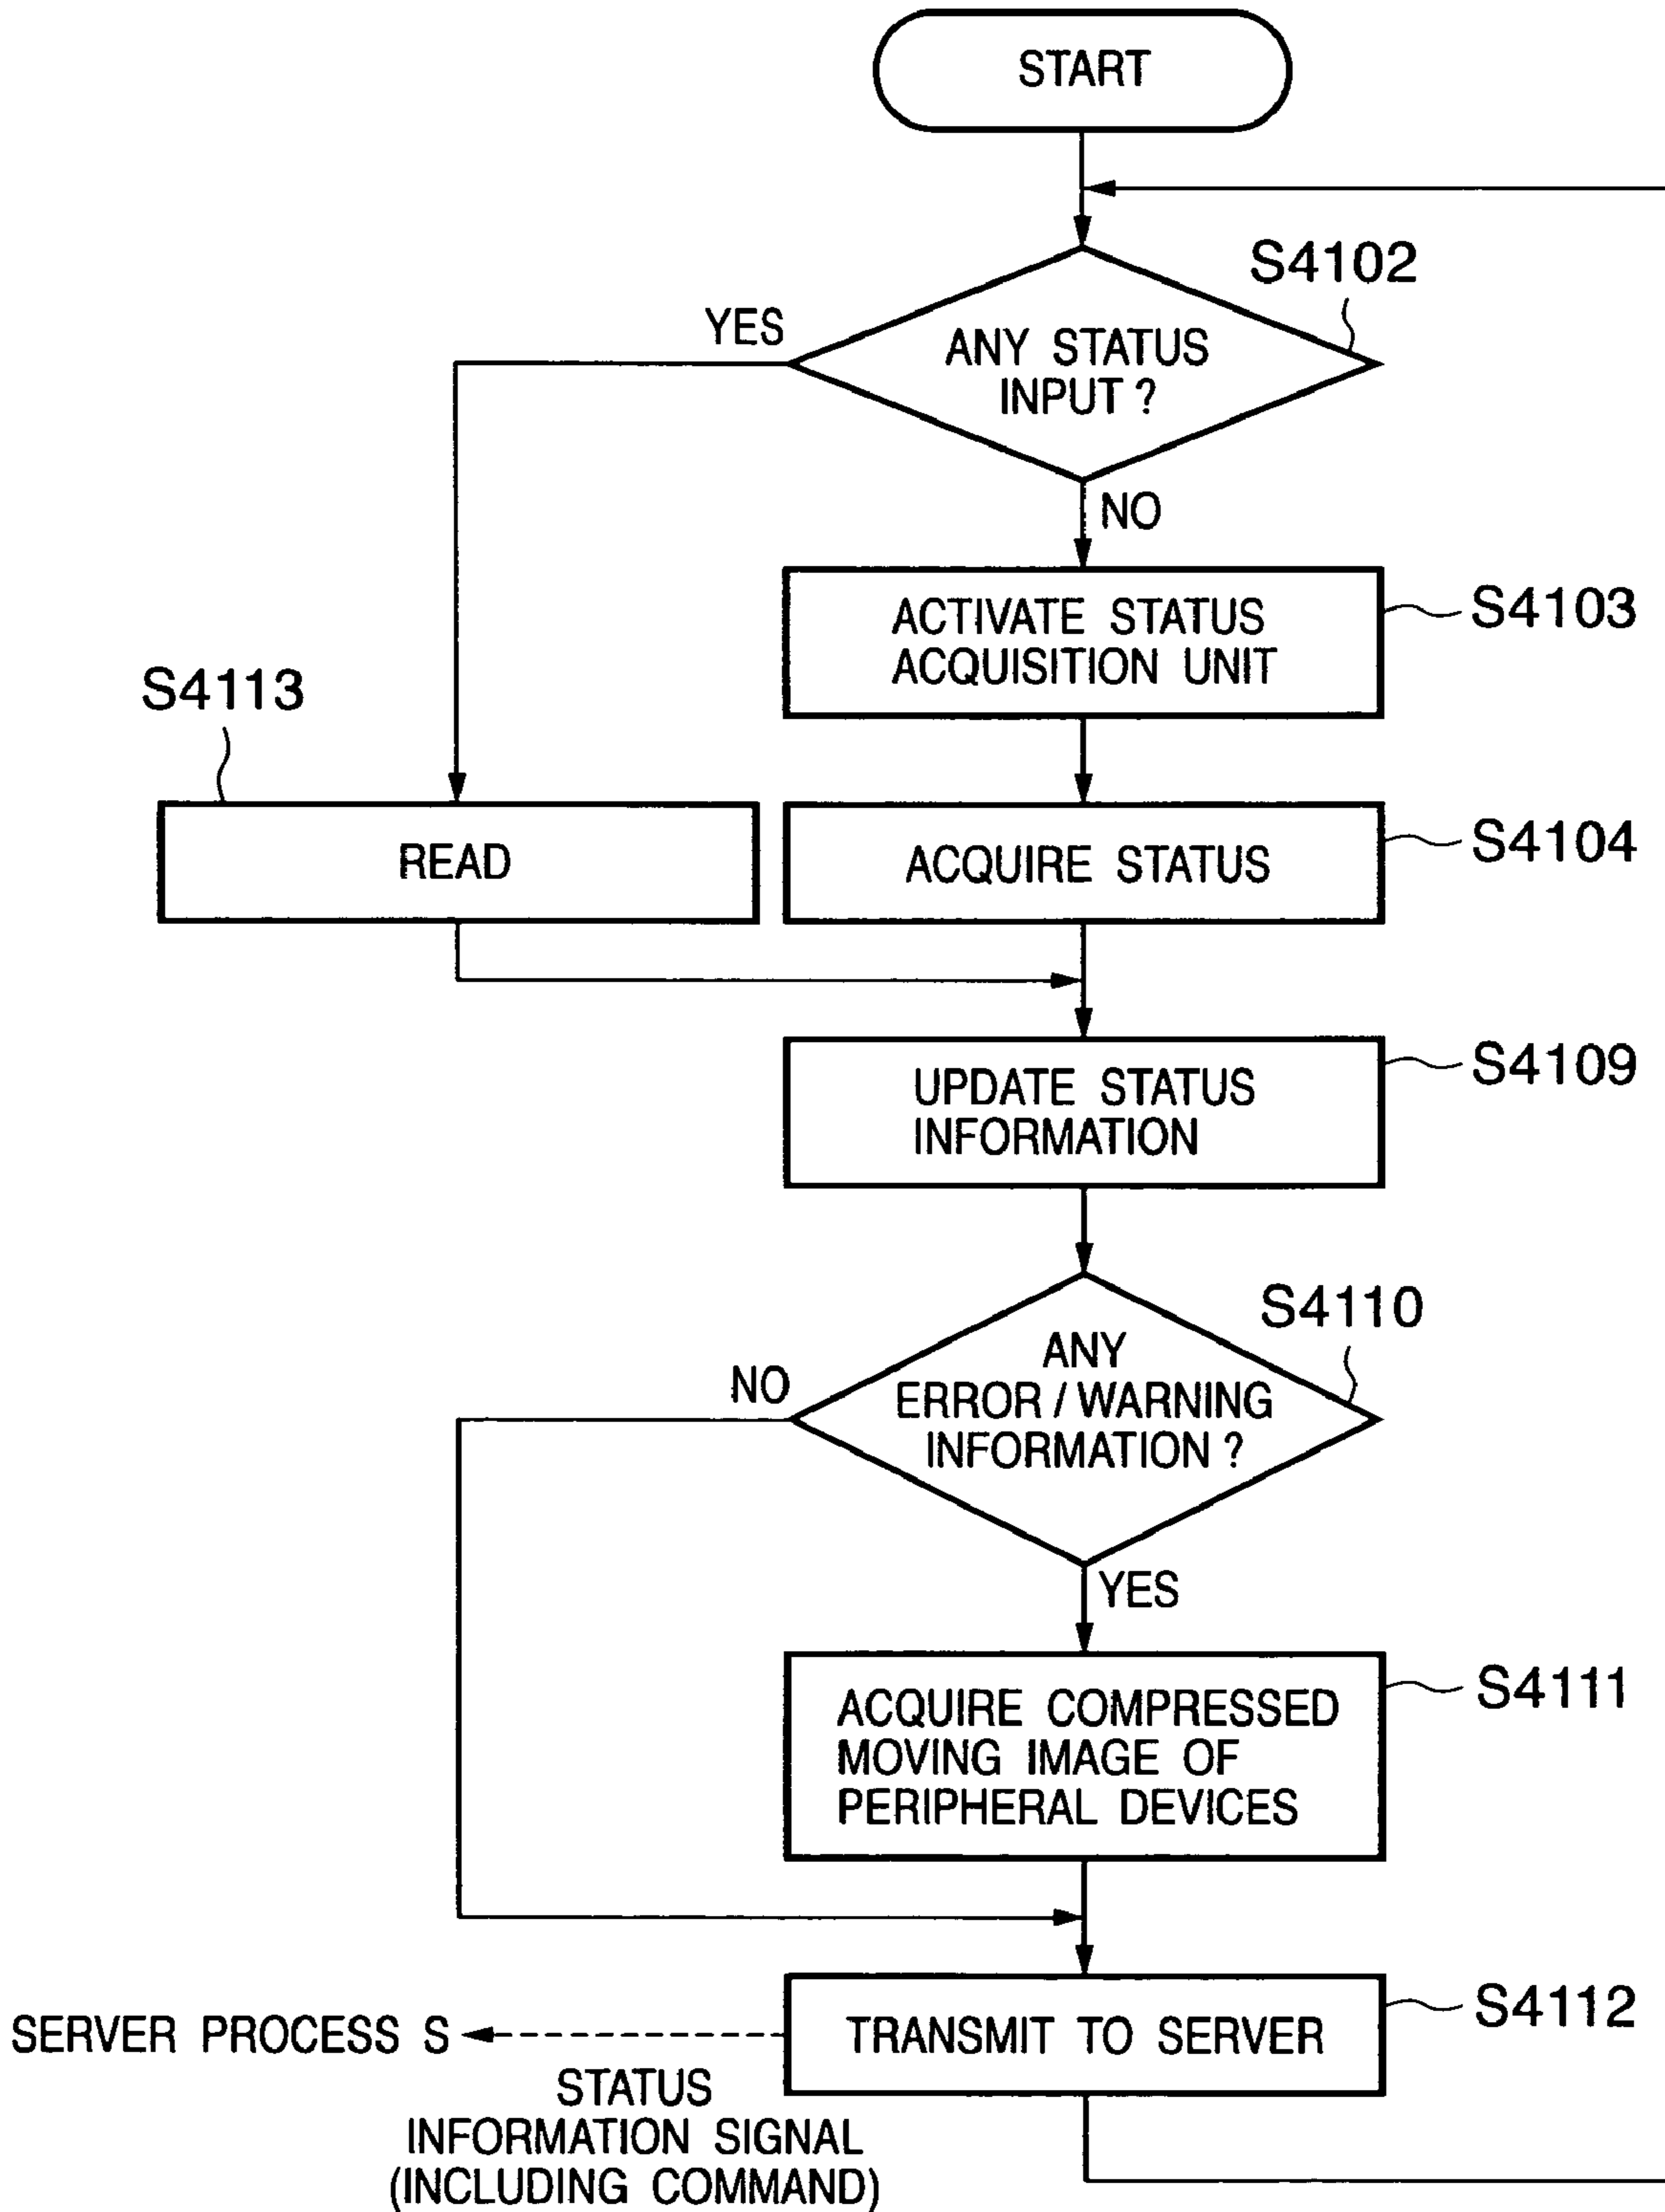 START
S4102
YES
ANY STATUS
INPUT ?
NO
ACTIVATE STATUS
ACQUISITION UNIT
S4103
S4113
READ
ACQUIRE STATUS
S4104
UPDATE STATUS
INFORMATION
S4109
S4110
NO
ANY
ERROR / WARNING
INFORMATION ?
YES
ACQUIRE COMPRESSED
MOVING IMAGE OF
PERIPHERAL DEVICES
S4111
SERVER PROCESS S
TRANSMIT TO SERVER
S4112
STATUS
INFORMATION SIGNAL
(INCLUDING COMMAND)